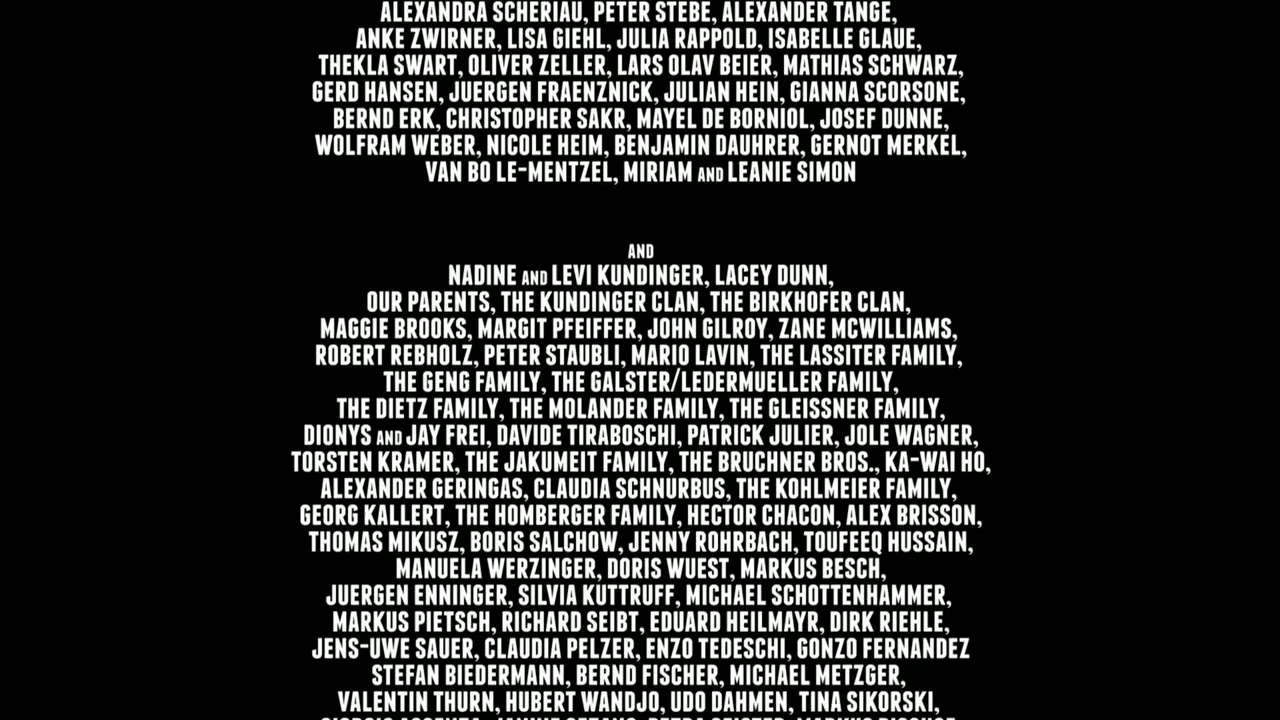 ALEXANDRA SCHERIAU, PETER STEBE, ALEXANDER TANGE,
ANKE ZWIRNER, LISA GIEHL, JULIA RAPPOLD, ISABELLE GLAUE,
THEKLA SWART, OLIVER ZELLER, LARS OLAV BEIER, MATHIAS SCHWARZ,
GERD HANSEN, JUERGEN FRAENZNICK, JULIAN HEIN, GIANNA SCORSONE,
BERND ERK, CHRISTOPHER SAKR, MAYEL DE BORNIOL, JOSEF DUNNE,
WOLFRAM WEBER, NICOLE HEIM, BENJAMIN DAUHRER, GERNOT MERKEL,
VAN BO LE-MENTZEL, MIRIAM AND LEANIE SIMON
AND
NADINE AND LEVI KUNDINGER, LACEY DUNN,
OUR PARENTS, THE KUNDINGER CLAN, THE BIRKHOFER CLAN,
MAGGIE BROOKS, MARGIT PFEIFFER, JOHN GILROY, ZANE MCWILLIAMS,
ROBERT REBHOLZ, PETER STAUBLI, MARIO LAVIN, THE LASSITER FAMILY,
THE GENG FAMILY, THE GALSTER/LEDERMUELLER FAMILY,
THE DIETZ FAMILY, THE MOLANDER FAMILY, THE GLEISSNER FAMILY,
DIONYS AND JAY FREI, DAVIDE TIRABOSCHI, PATRICK JULIER, JOLE WAGNER,
TORSTEN KRAMER, THE JAKUMEIT FAMILY, THE BRUCHNER BROS., KA-WAI HO,
ALEXANDER GERINGAS, CLAUDIA SCHNURBUS, THE KOHLMEIER FAMILY,
GEORG KALLERT, THE HOMBERGER FAMILY, HECTOR CHACON, ALEX BRISSON,
THOMAS MIKUSZ, BORIS SALCHOW, JENNY ROHRBACH, TOUFEEQ HUSSAIN,
MANUELA WERZINGER, DORIS WUEST, MARKUS BESCH,
JUERGEN ENNINGER, SILVIA KUTTRUFF, MICHAEL SCHOTTENHAMMER,
MARKUS PIETSCH, RICHARD SEIBT, EDUARD HEILMAYR, DIRK RIEHLE,
JENS-UWE SAUER, CLAUDIA PELZER, ENZO TEDESCHI, GONZO FERNANDEZ
STEFAN BIEDERMANN, BERND FISCHER, MICHAEL METZGER,
VALENTIN THURN, HUBERT WANDJO, UDO DAHMEN, TINA SIKORSKI,